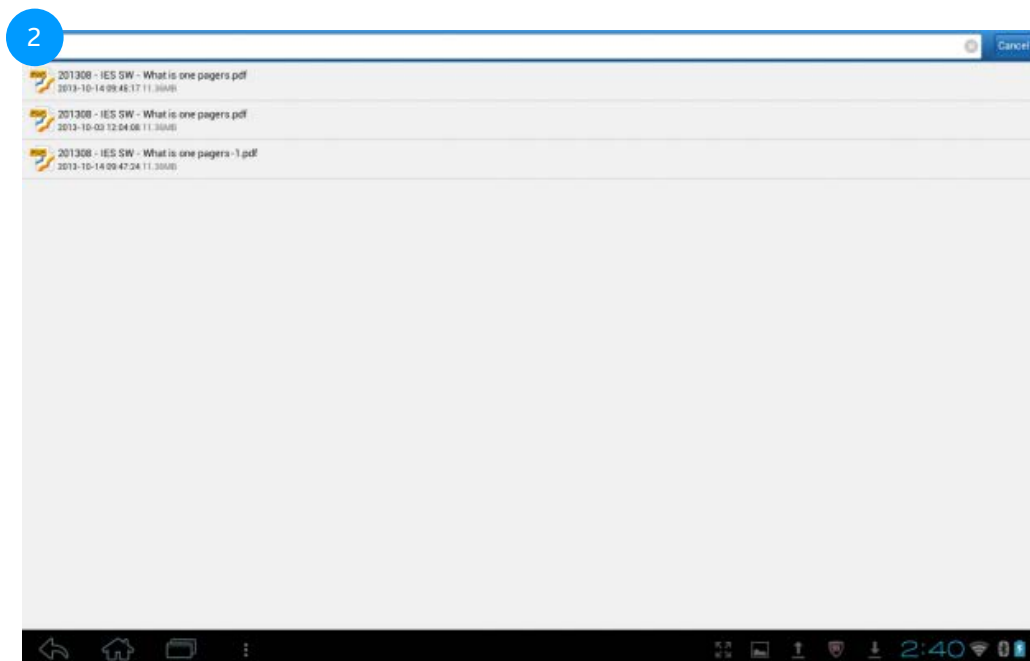 2
Cancel
201308 - IES SW - What is one pagers.pdf
2013-10-14 09:48:17 11.36MB
201308 - IES SW - What is one pagers.pdf
2013-10-03 12:04:08 11.36MB
201308 - IES SW - What is one pagers-1.pdf
2013-10-14 09:47:24 11.36MB
2:40